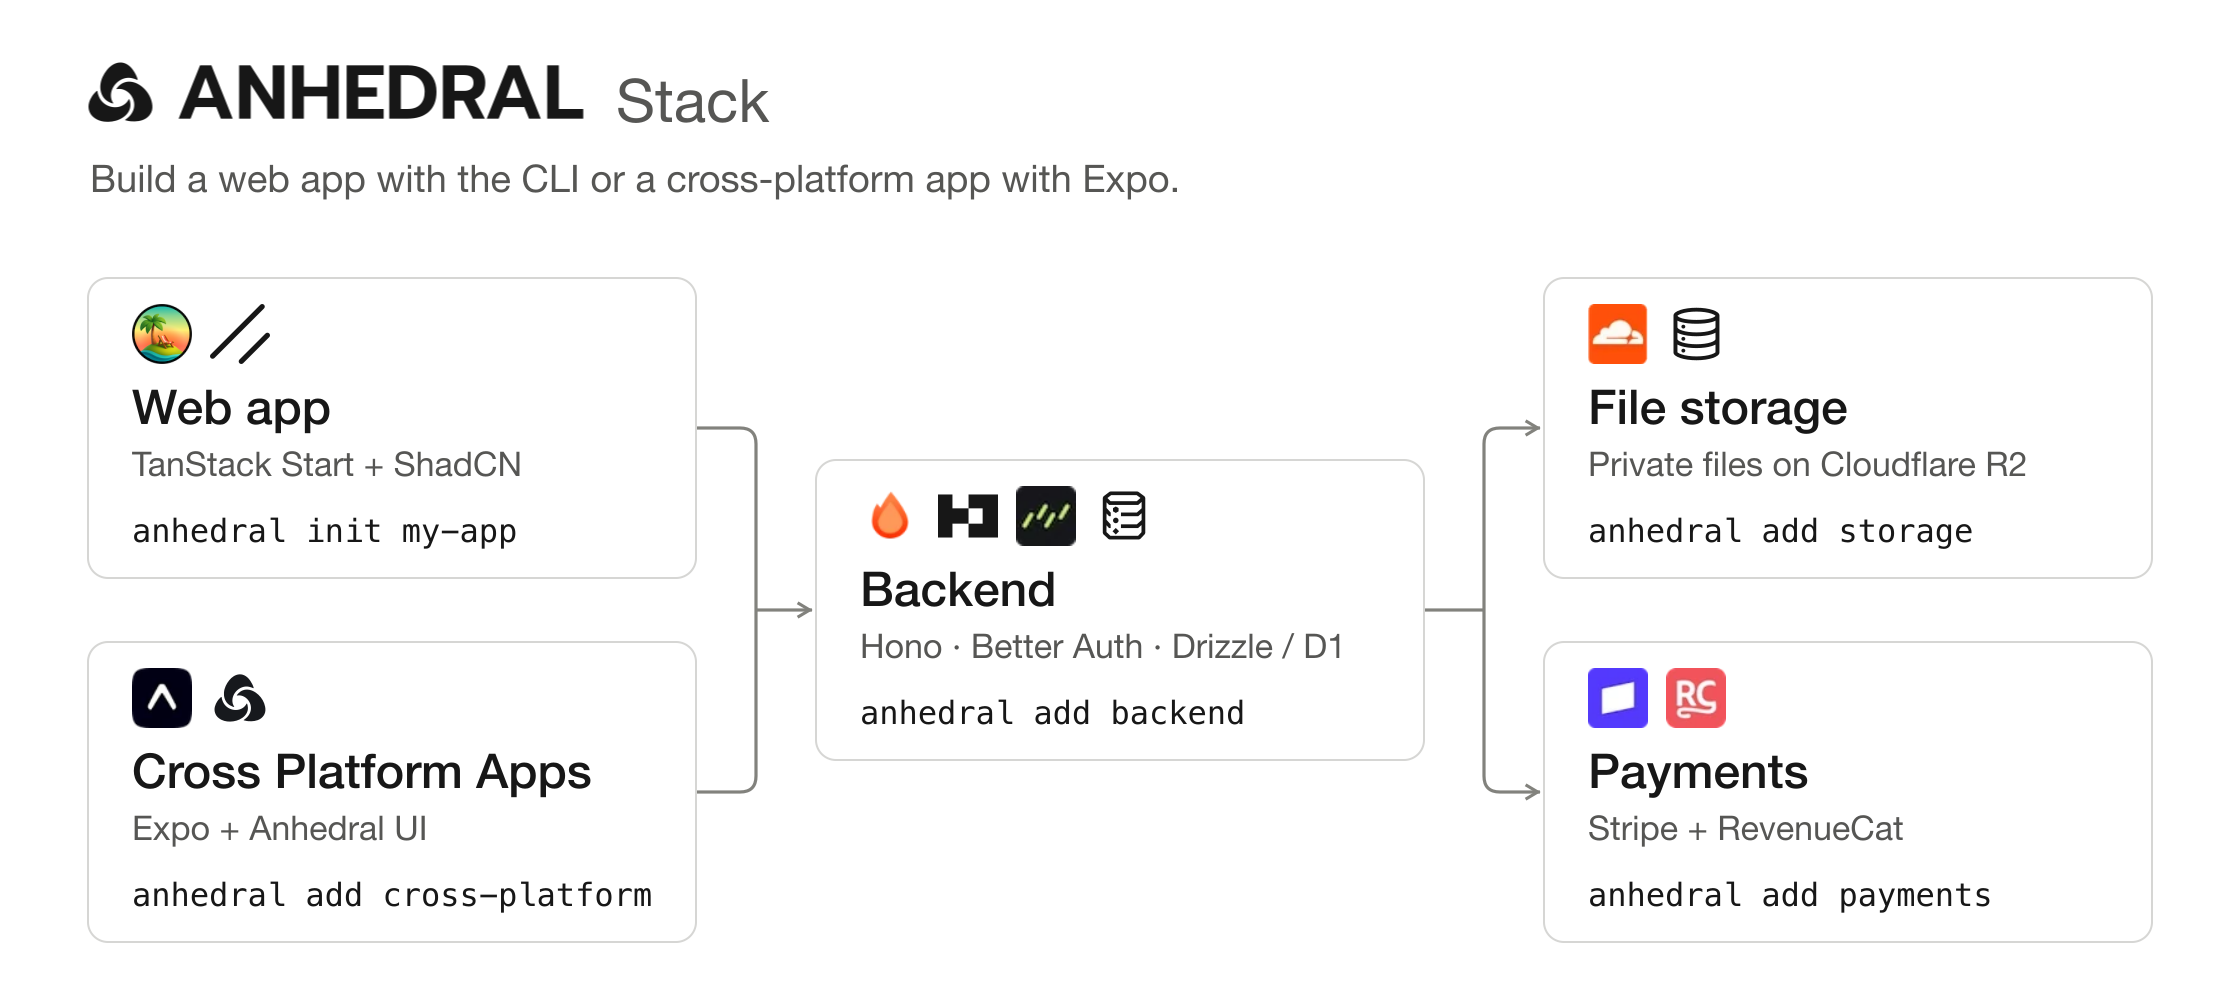 ANHEDRAL Stack
Build a web app with the CLI or a cross-platform app with Expo.
Web app
TanStack Start + ShadCN
anhedral init my-app
Cross Platform Apps
Expo + Anhedral UI
anhedral add cross-platform
Backend
Hono · Better Auth · Drizzle / D1
anhedral add backend
File storage
Private files on Cloudflare R2
anhedral add storage
RC
Payments
Stripe + RevenueCat
anhedral add payments